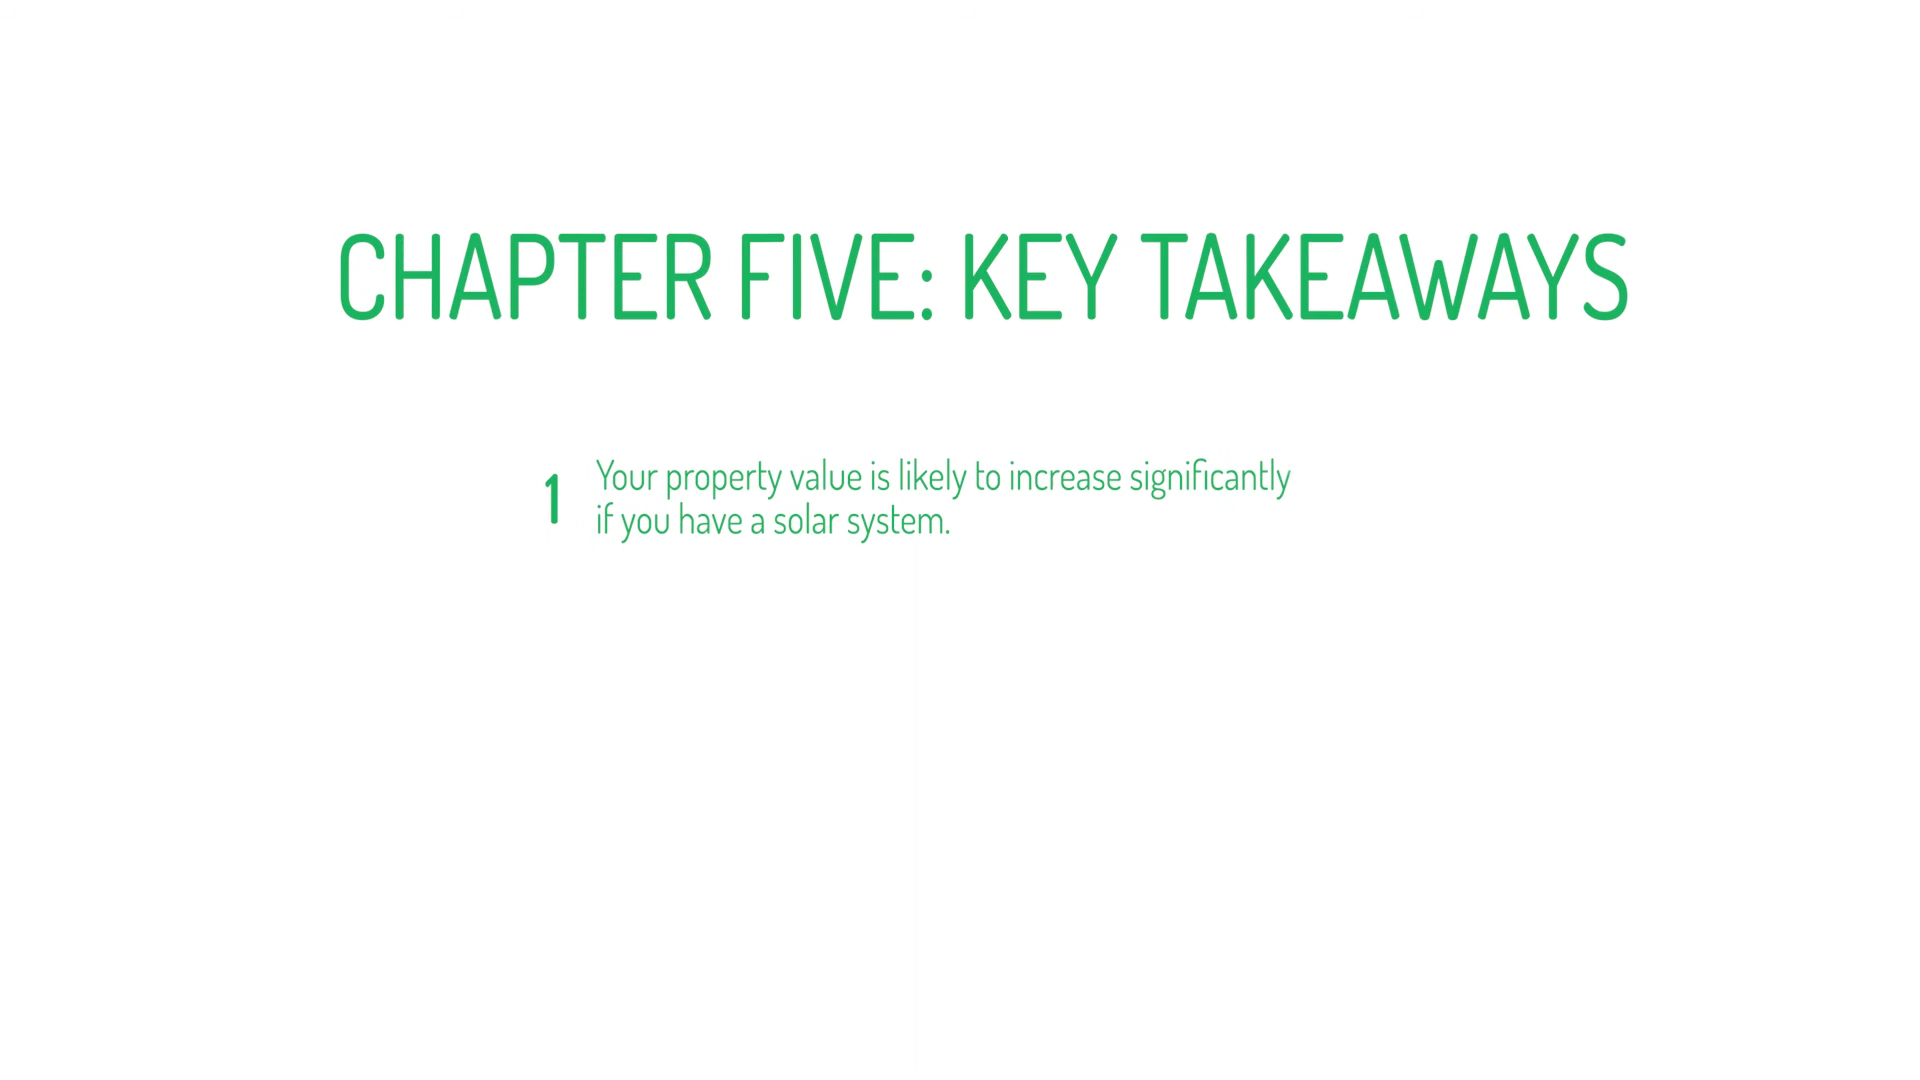 CHAPTER FIVE: KEY TAKEAWAYS
1 Your property value is likely to increase significantly
if you have a solar system.